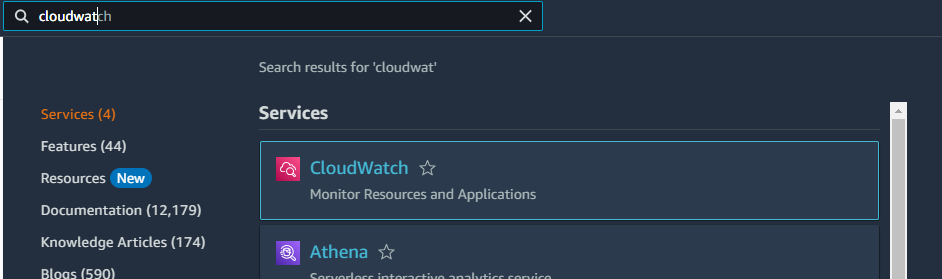 cloudwatch
Search results for 'cloudwat'
Services (4)
Services
Features (44)
CloudWatch
Resources New
Monitor Resources and Applications
Documentation (12,179)
Knowledge Articles (174)
Athena
Blogs (590)
Serverless interactive analytics service